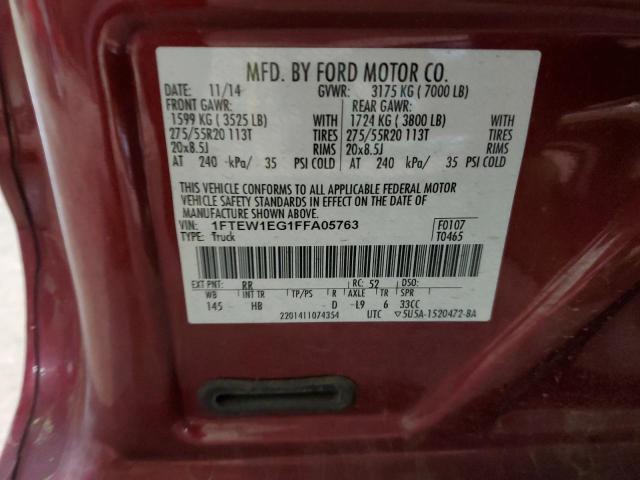 MFD. BY FORD MOTOR CO.
DATE: 11/14 GVWR: 3175 KG ( 7000 LB)
FRONT GAWR: REAR GAWR:
1599 KG ( 3525 LB) WITH 1724 KG ( 3800 LB) WITH
275/55R20 113T TIRES 275/55R20 113T TIRES
20x8.5J RIMS 20x8.5J RIMS
AT 240 kPa/ 35 PSI COLD AT 240 kPa/ 35 PSI COLD
THIS VEHICLE CONFORMS TO ALL APPLICABLE FEDERAL MOTOR
VEHICLE SAFETY STANDARDS IN EFFECT ON THE DATE OF
MANUFACTURE SHOWN ABOVE.
VIN: 1FTEW1EG1FFA05763 F0107
TYPE: Truck T0465
EXT PNT: RR RC: 52 DSO:
WB INT TR TP/PS R AXLE TR SPR
145 HB D -L9 6 33CC
2201411074354 UTC ▽5U5A-1520472-BA